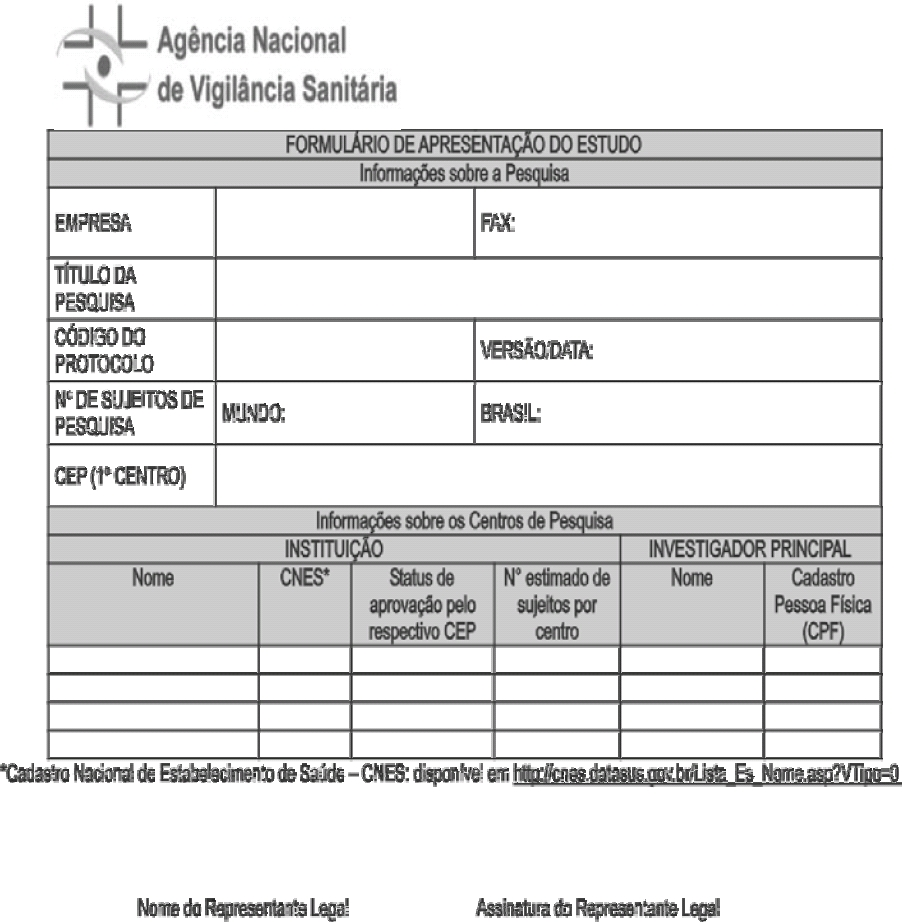 Agência Nacional
de Vigilância Sanitária
FORMULÁRIO DE APRESENTAÇÃO DO ESTUDO
Informações sobre a Pesquisa
EMPRESA
FAX:
TÍTULO DA
PESQUISA
CÓDIGO DO
PROTOCOLO
VERSÃO/DATA:
Nº DE SUJEITOS DE
PESQUISA
MUNDO:
BRASIL:
CEP (1º CENTRO)
Informações sobre os Centros de Pesquisa
INSTITUIÇÃO
INVESTIGADOR PRINCIPAL
Nome
CNES*
Status de
aprovação pelo
respectivo CEP
N° estimado de
sujeitos por
centro
Nome
Cadastro
Pessoa Física
(CPF)
*Cadastro Nacional de Estabelecimento de Saúde – CNES: disponível em http://cnes.datasus.gov.br/Lista_Es_Nome.asp?VTipo=0
Nome do Representante Legal
Assinatura do Representante Legal